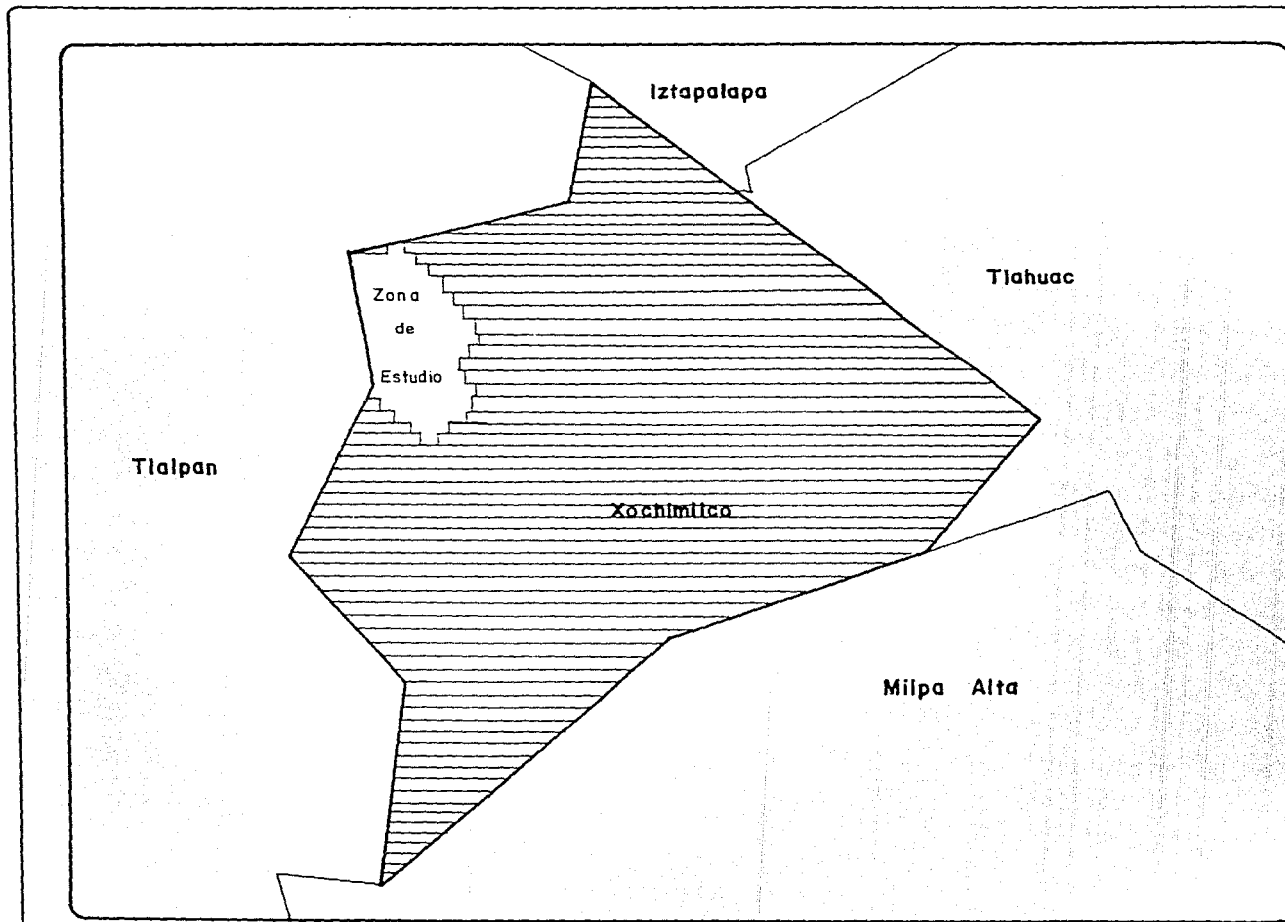 Iztapalapa
Tlahuac
Zona
de
Estudio
Tlalpan
Xochimilco
Milpa Alta